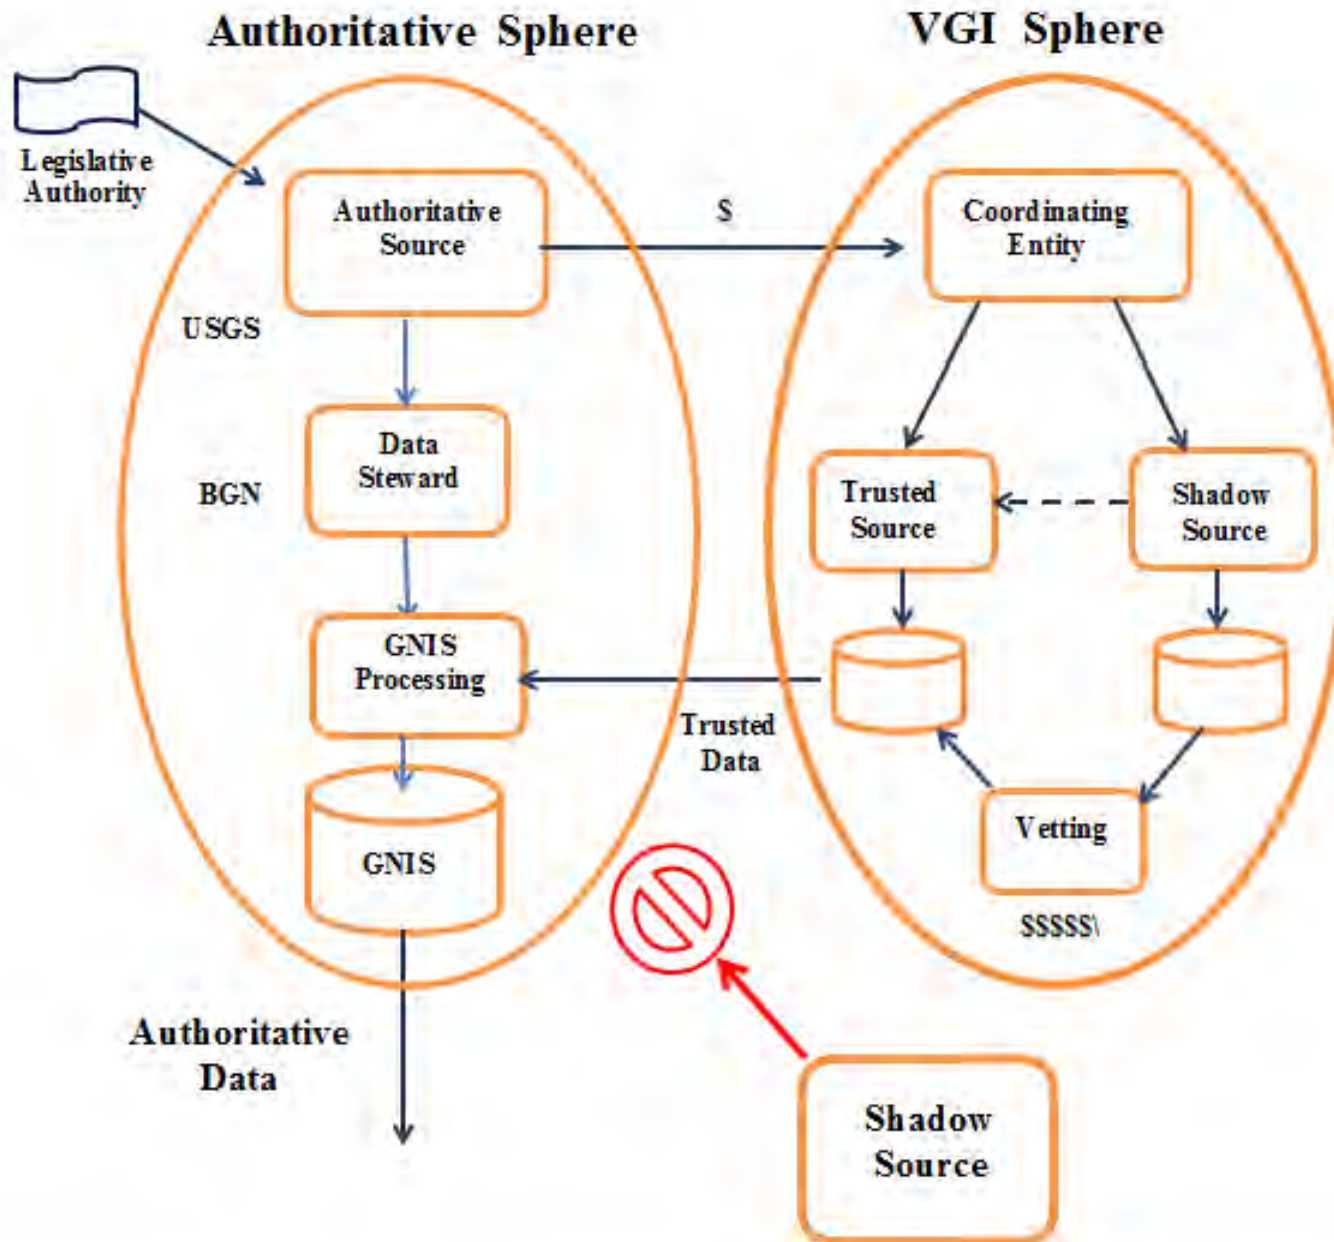 Authoritative Sphere
VGI Sphere
Legislative
Authority
Authoritative
Source
$
Coordinating
Entity
USGS
Data
Steward
BGN
Trusted
Source
Shadow
Source
GNIS
Processing
Trusted
Data
Vetting
GNIS
$$$$$\
Authoritative
Data
Shadow
Source